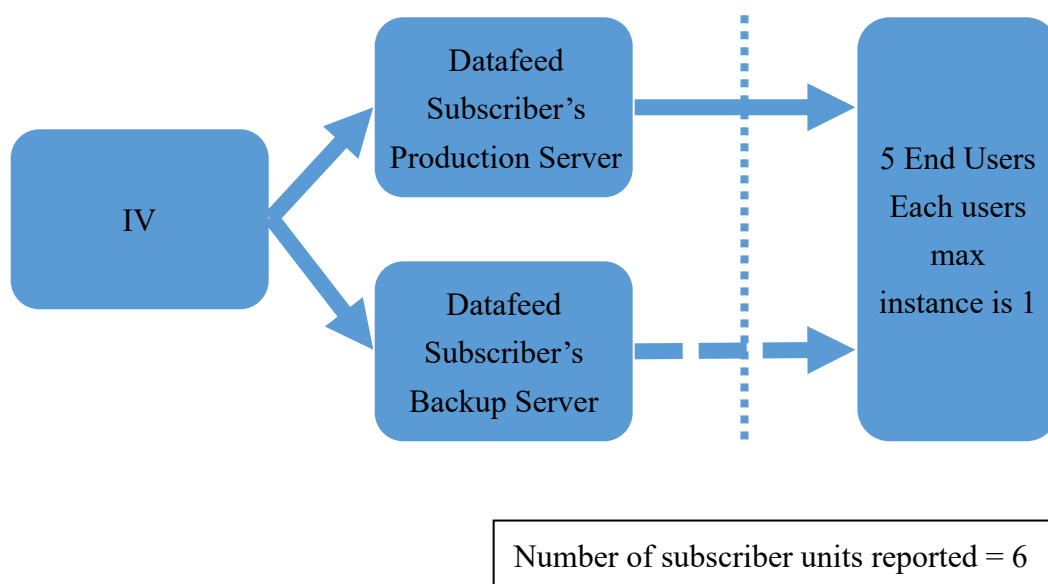 IV
Datafeed
Subscriber’s
Production Server
Datafeed
Subscriber’s
Backup Server
5 End Users
Each users
max
instance is 1
Number of subscriber units reported = 6